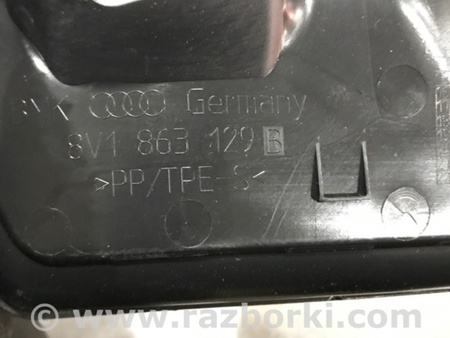 Germany
8V1 863 129 B
>PP/TPE-S<
www.razborki.com